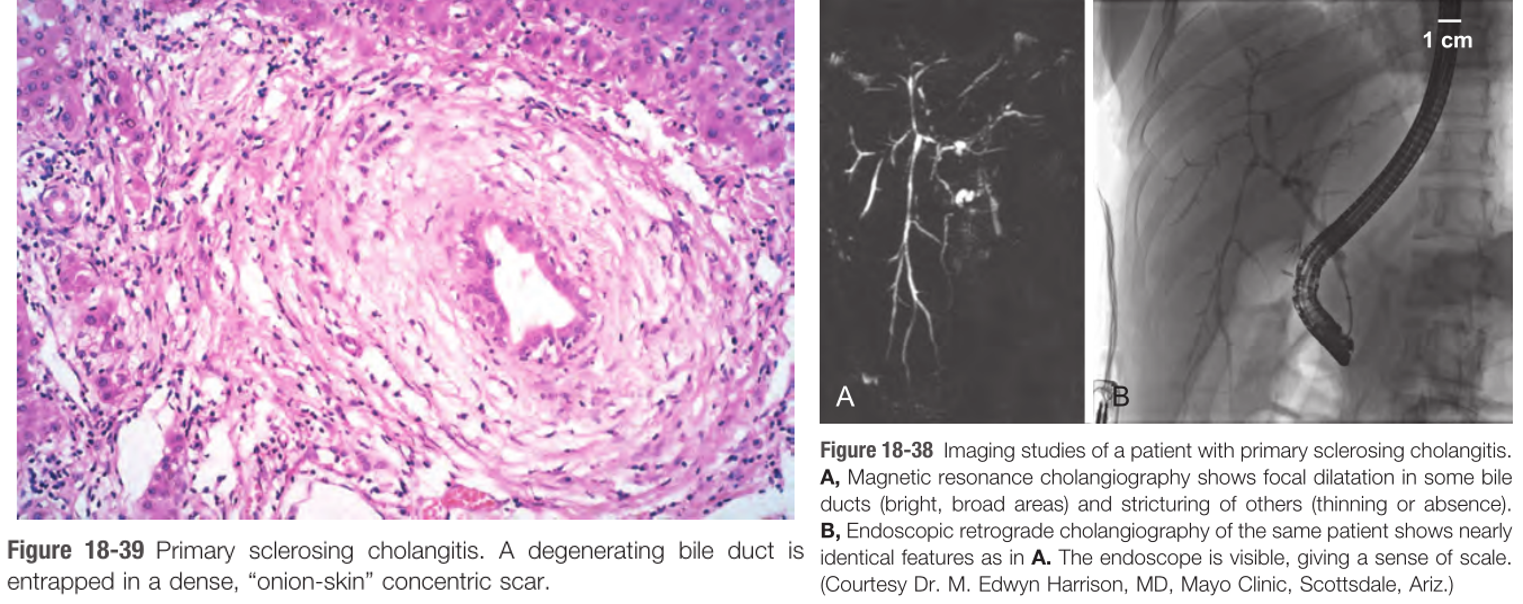 Figure 18-39 Primary sclerosing cholangitis. A degenerating bile duct is
entrapped in a dense, “onion-skin” concentric scar.
1 cm
A
B
Figure 18-38 Imaging studies of a patient with primary sclerosing cholangitis.
A, Magnetic resonance cholangiography shows focal dilatation in some bile
ducts (bright, broad areas) and stricturing of others (thinning or absence).
B, Endoscopic retrograde cholangiography of the same patient shows nearly
identical features as in A. The endoscope is visible, giving a sense of scale.
(Courtesy Dr. M. Edwyn Harrison, MD, Mayo Clinic, Scottsdale, Ariz.)